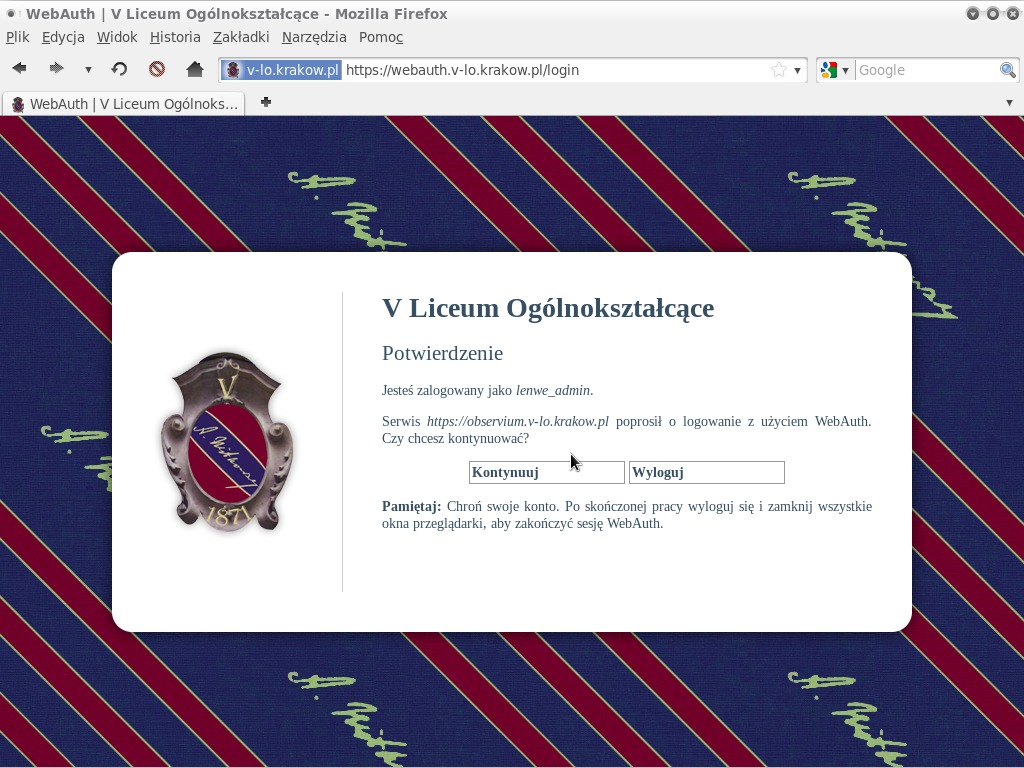 WebAuth | V Liceum Ogólnokształcące - Mozilla Firefox
Plik Edycja Widok Historia Zakładki Narzędzia Pomoc
v-lo.krakow.pl https://webauth.v-lo.krakow.pl/login Google
WebAuth | V Liceum Ogólnoks...
V Liceum Ogólnokształcące
Potwierdzenie
Jesteś zalogowany jako lenwe_admin.
Serwis https://observium.v-lo.krakow.pl poprosił o logowanie z użyciem WebAuth.
Czy chcesz kontynuować?
Kontynuuj Wyloguj
Pamiętaj: Chroń swoje konto. Po skończonej pracy wyloguj się i zamknij wszystkie
okna przeglądarki, aby zakończyć sesję WebAuth.
V
1871